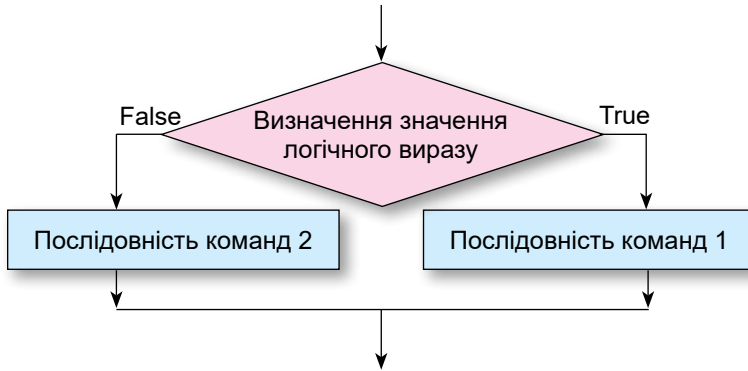 False
True
Визначення значення
логічного виразу
Послідовність команд 2
Послідовність команд 1